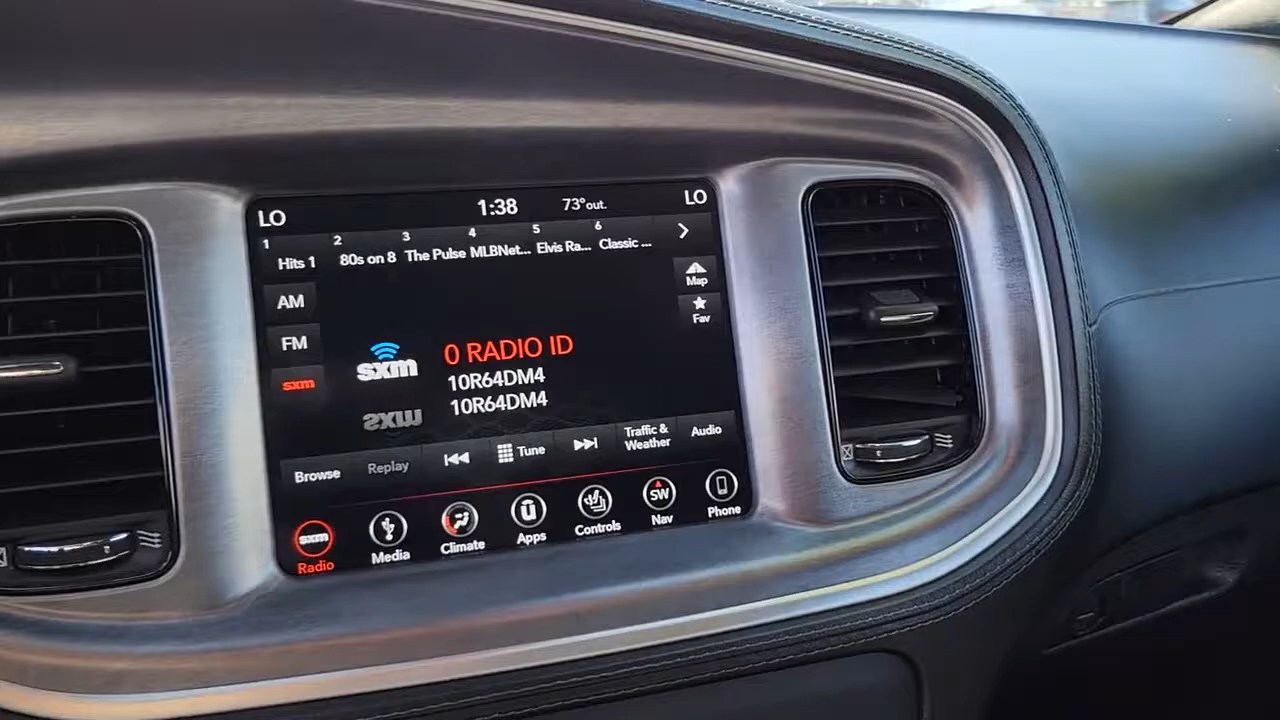 LO 1:38 73°out. LO
1 2 3 4 5 6
Hits 1 80s on 8 The Pulse MLBNet... Elvis Ra... Classic ...
Map
AM
Fav
FM
sxm 0 RADIO ID
sxm 10R64DM4
10R64DM4
Browse Replay Tune Traffic & Weather Audio
sxm SW
Radio Media Climate Apps Controls Nav Phone